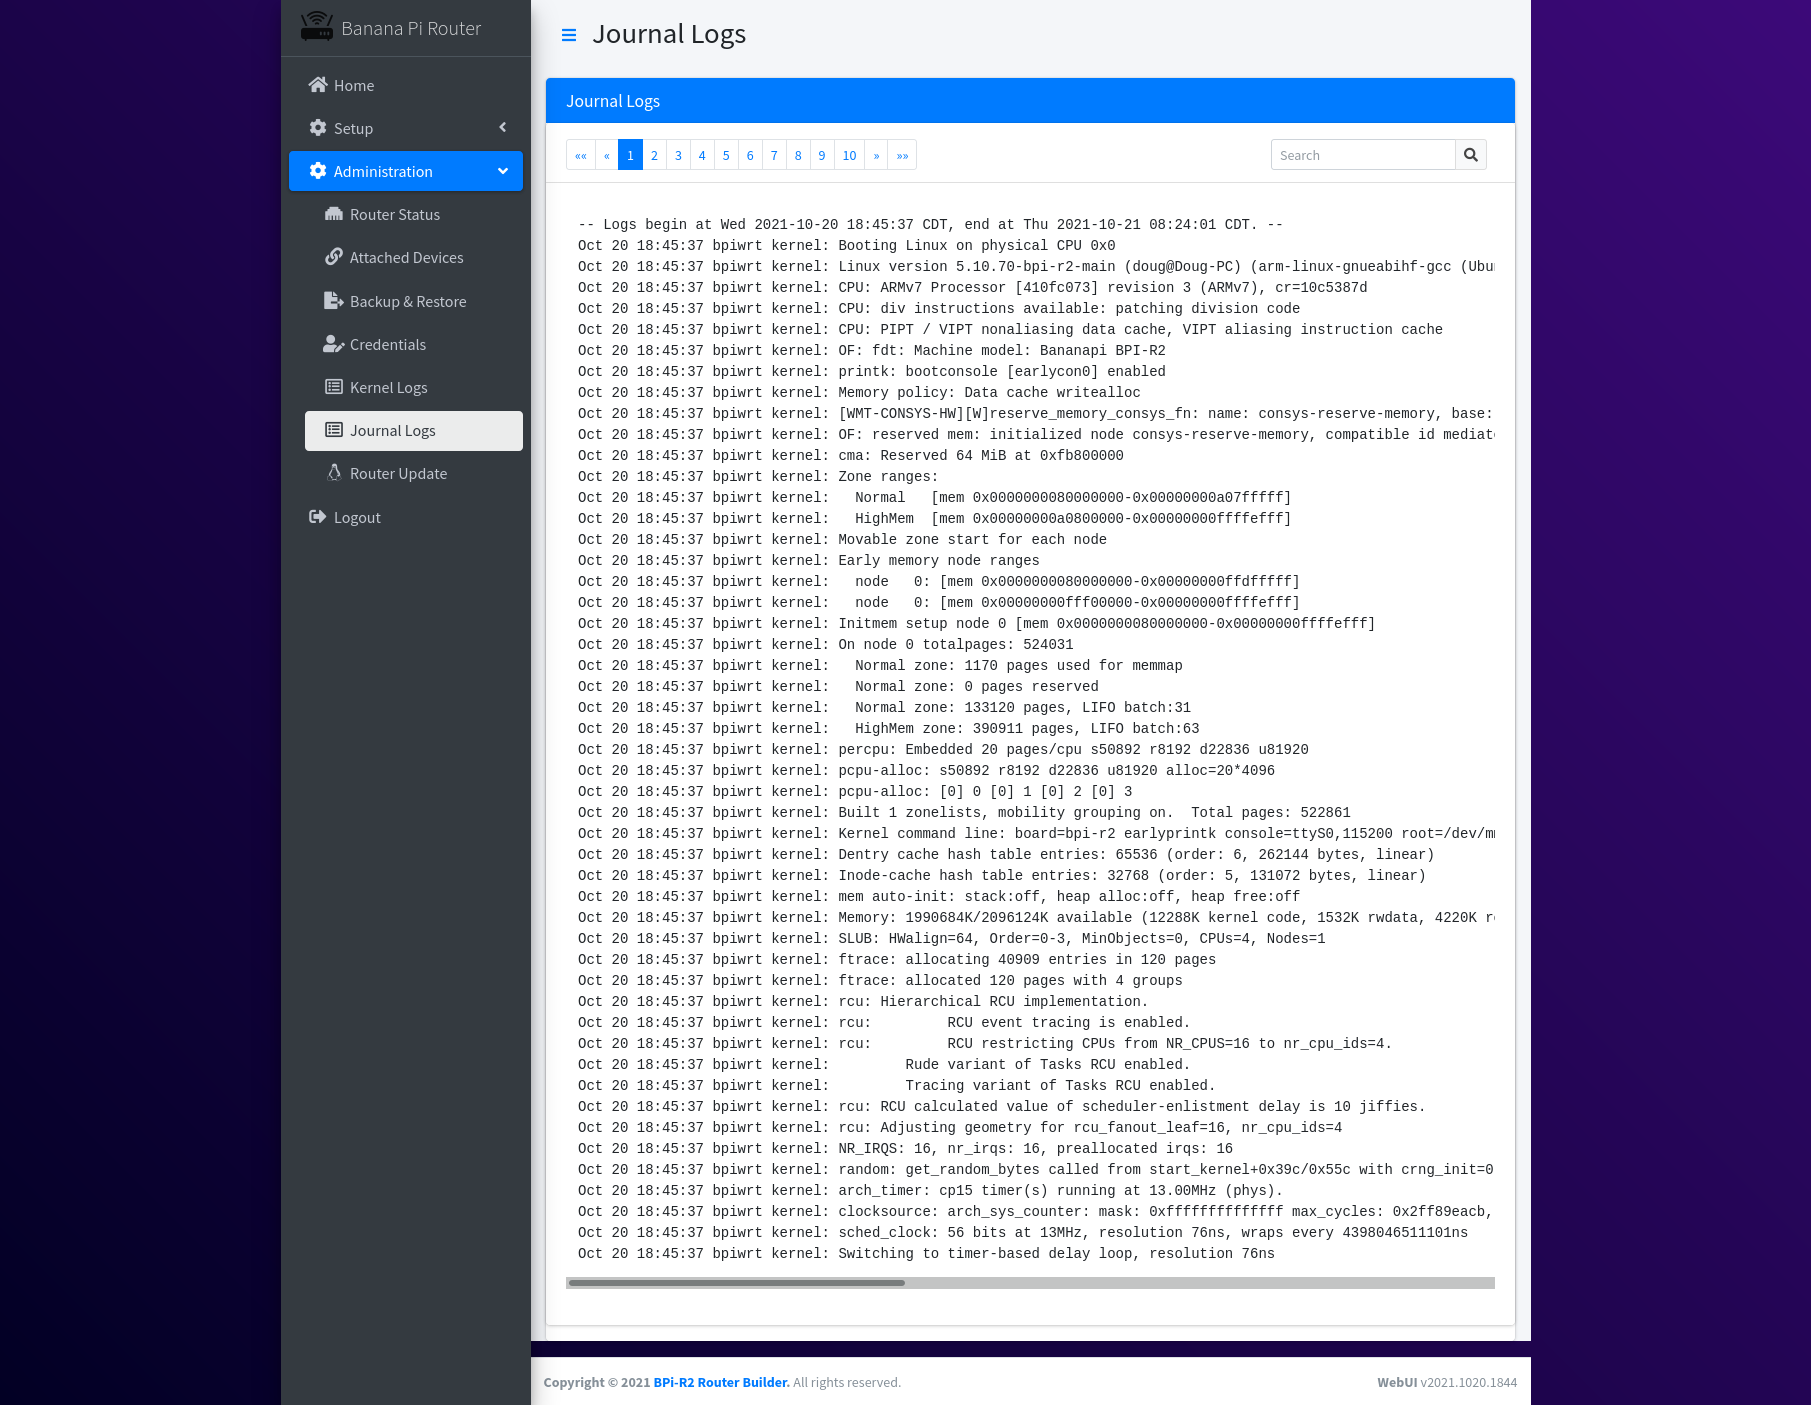 Banana Pi Router
Home
Setup
Administration
Router Status
Attached Devices
Backup & Restore
Credentials
Kernel Logs
Journal Logs
Router Update
Logout
Journal Logs
Journal Logs
«« « 1 2 3 4 5 6 7 8 9 10 » »»
Search
-- Logs begin at Wed 2021-10-20 18:45:37 CDT, end at Thu 2021-10-21 08:24:01 CDT. --
Oct 20 18:45:37 bpiwrt kernel: Booting Linux on physical CPU 0x0
Oct 20 18:45:37 bpiwrt kernel: Linux version 5.10.70-bpi-r2-main (doug@Doug-PC) (arm-linux-gnueabihf-gcc (Ubu
Oct 20 18:45:37 bpiwrt kernel: CPU: ARMv7 Processor [410fc073] revision 3 (ARMv7), cr=10c5387d
Oct 20 18:45:37 bpiwrt kernel: CPU: div instructions available: patching division code
Oct 20 18:45:37 bpiwrt kernel: CPU: PIPT / VIPT nonaliasing data cache, VIPT aliasing instruction cache
Oct 20 18:45:37 bpiwrt kernel: OF: fdt: Machine model: Bananapi BPI-R2
Oct 20 18:45:37 bpiwrt kernel: printk: bootconsole [earlycon0] enabled
Oct 20 18:45:37 bpiwrt kernel: Memory policy: Data cache writealloc
Oct 20 18:45:37 bpiwrt kernel: [WMT-CONSYS-HW][W]reserve_memory_consys_fn: name: consys-reserve-memory, base:
Oct 20 18:45:37 bpiwrt kernel: OF: reserved mem: initialized node consys-reserve-memory, compatible id mediat
Oct 20 18:45:37 bpiwrt kernel: cma: Reserved 64 MiB at 0xfb800000
Oct 20 18:45:37 bpiwrt kernel: Zone ranges:
Oct 20 18:45:37 bpiwrt kernel:   Normal   [mem 0x0000000080000000-0x00000000a07fffff]
Oct 20 18:45:37 bpiwrt kernel:   HighMem  [mem 0x00000000a0800000-0x00000000ffffefff]
Oct 20 18:45:37 bpiwrt kernel: Movable zone start for each node
Oct 20 18:45:37 bpiwrt kernel: Early memory node ranges
Oct 20 18:45:37 bpiwrt kernel:   node   0: [mem 0x0000000080000000-0x00000000ffdfffff]
Oct 20 18:45:37 bpiwrt kernel:   node   0: [mem 0x00000000fff00000-0x00000000ffffefff]
Oct 20 18:45:37 bpiwrt kernel: Initmem setup node 0 [mem 0x0000000080000000-0x00000000ffffefff]
Oct 20 18:45:37 bpiwrt kernel: On node 0 totalpages: 524031
Oct 20 18:45:37 bpiwrt kernel:   Normal zone: 1170 pages used for memmap
Oct 20 18:45:37 bpiwrt kernel:   Normal zone: 0 pages reserved
Oct 20 18:45:37 bpiwrt kernel:   Normal zone: 133120 pages, LIFO batch:31
Oct 20 18:45:37 bpiwrt kernel:   HighMem zone: 390911 pages, LIFO batch:63
Oct 20 18:45:37 bpiwrt kernel: percpu: Embedded 20 pages/cpu s50892 r8192 d22836 u81920
Oct 20 18:45:37 bpiwrt kernel: pcpu-alloc: s50892 r8192 d22836 u81920 alloc=20*4096
Oct 20 18:45:37 bpiwrt kernel: pcpu-alloc: [0] 0 [0] 1 [0] 2 [0] 3
Oct 20 18:45:37 bpiwrt kernel: Built 1 zonelists, mobility grouping on.  Total pages: 522861
Oct 20 18:45:37 bpiwrt kernel: Kernel command line: board=bpi-r2 earlyprintk console=ttyS0,115200 root=/dev/m
Oct 20 18:45:37 bpiwrt kernel: Dentry cache hash table entries: 65536 (order: 6, 262144 bytes, linear)
Oct 20 18:45:37 bpiwrt kernel: Inode-cache hash table entries: 32768 (order: 5, 131072 bytes, linear)
Oct 20 18:45:37 bpiwrt kernel: mem auto-init: stack:off, heap alloc:off, heap free:off
Oct 20 18:45:37 bpiwrt kernel: Memory: 1990684K/2096124K available (12288K kernel code, 1532K rwdata, 4220K r
Oct 20 18:45:37 bpiwrt kernel: SLUB: HWalign=64, Order=0-3, MinObjects=0, CPUs=4, Nodes=1
Oct 20 18:45:37 bpiwrt kernel: ftrace: allocating 40909 entries in 120 pages
Oct 20 18:45:37 bpiwrt kernel: ftrace: allocated 120 pages with 4 groups
Oct 20 18:45:37 bpiwrt kernel: rcu: Hierarchical RCU implementation.
Oct 20 18:45:37 bpiwrt kernel: rcu:         RCU event tracing is enabled.
Oct 20 18:45:37 bpiwrt kernel: rcu:         RCU restricting CPUs from NR_CPUS=16 to nr_cpu_ids=4.
Oct 20 18:45:37 bpiwrt kernel:         Rude variant of Tasks RCU enabled.
Oct 20 18:45:37 bpiwrt kernel:         Tracing variant of Tasks RCU enabled.
Oct 20 18:45:37 bpiwrt kernel: rcu: RCU calculated value of scheduler-enlistment delay is 10 jiffies.
Oct 20 18:45:37 bpiwrt kernel: rcu: Adjusting geometry for rcu_fanout_leaf=16, nr_cpu_ids=4
Oct 20 18:45:37 bpiwrt kernel: NR_IRQS: 16, nr_irqs: 16, preallocated irqs: 16
Oct 20 18:45:37 bpiwrt kernel: random: get_random_bytes called from start_kernel+0x39c/0x55c with crng_init=0
Oct 20 18:45:37 bpiwrt kernel: arch_timer: cp15 timer(s) running at 13.00MHz (phys).
Oct 20 18:45:37 bpiwrt kernel: clocksource: arch_sys_counter: mask: 0xffffffffffffff max_cycles: 0x2ff89eacb,
Oct 20 18:45:37 bpiwrt kernel: sched_clock: 56 bits at 13MHz, resolution 76ns, wraps every 4398046511101ns
Oct 20 18:45:37 bpiwrt kernel: Switching to timer-based delay loop, resolution 76ns
Copyright © 2021 BPi-R2 Router Builder. All rights reserved.
WebUI v2021.1020.1844